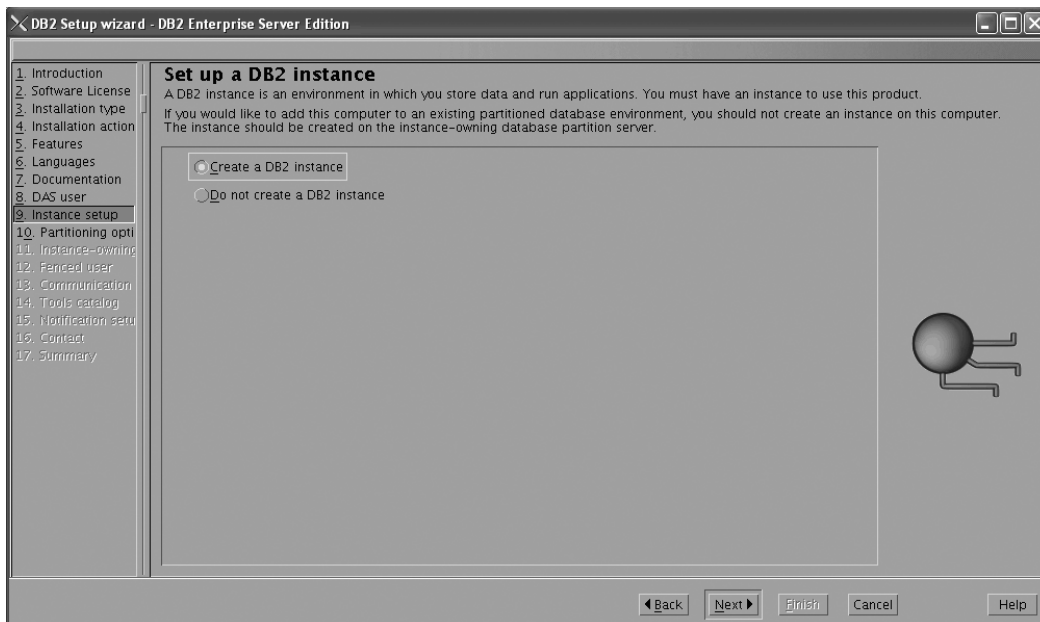 DB2 Setup wizard - DB2 Enterprise Server Edition
1. Introduction
2. Software License
3. Installation type
4. Installation action
5. Features
6. Languages
7. Documentation
8. DAS user
9. Instance setup
10. Partitioning opti
11. Instance-owning
12. Fenced user
13. Communication
14. Tools catalog
15. Notification setu
16. Contact
17. Summary
Set up a DB2 instance
A DB2 instance is an environment in which you store data and run applications. You must have an instance to use this product.
If you would like to add this computer to an existing partitioned database environment, you should not create an instance on this computer.
The instance should be created on the instance-owning database partition server.
Create a DB2 instance
Do not create a DB2 instance
Back Next Finish Cancel Help